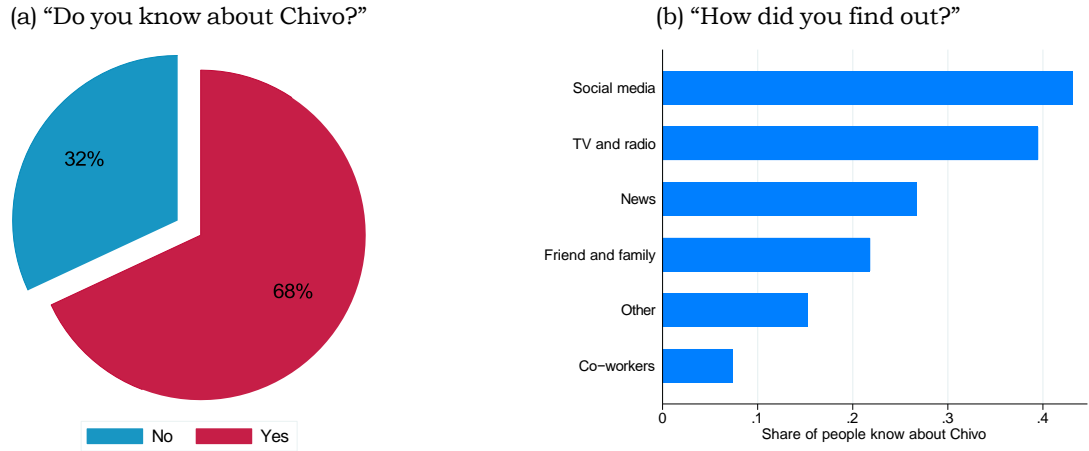 (a) “Do you know about Chivo?”
32%
68%
No Yes
(b) “How did you find out?”
Social media
TV and radio
News
Friend and family
Other
Co−workers
0 .1 .2 .3 .4
Share of people know about Chivo